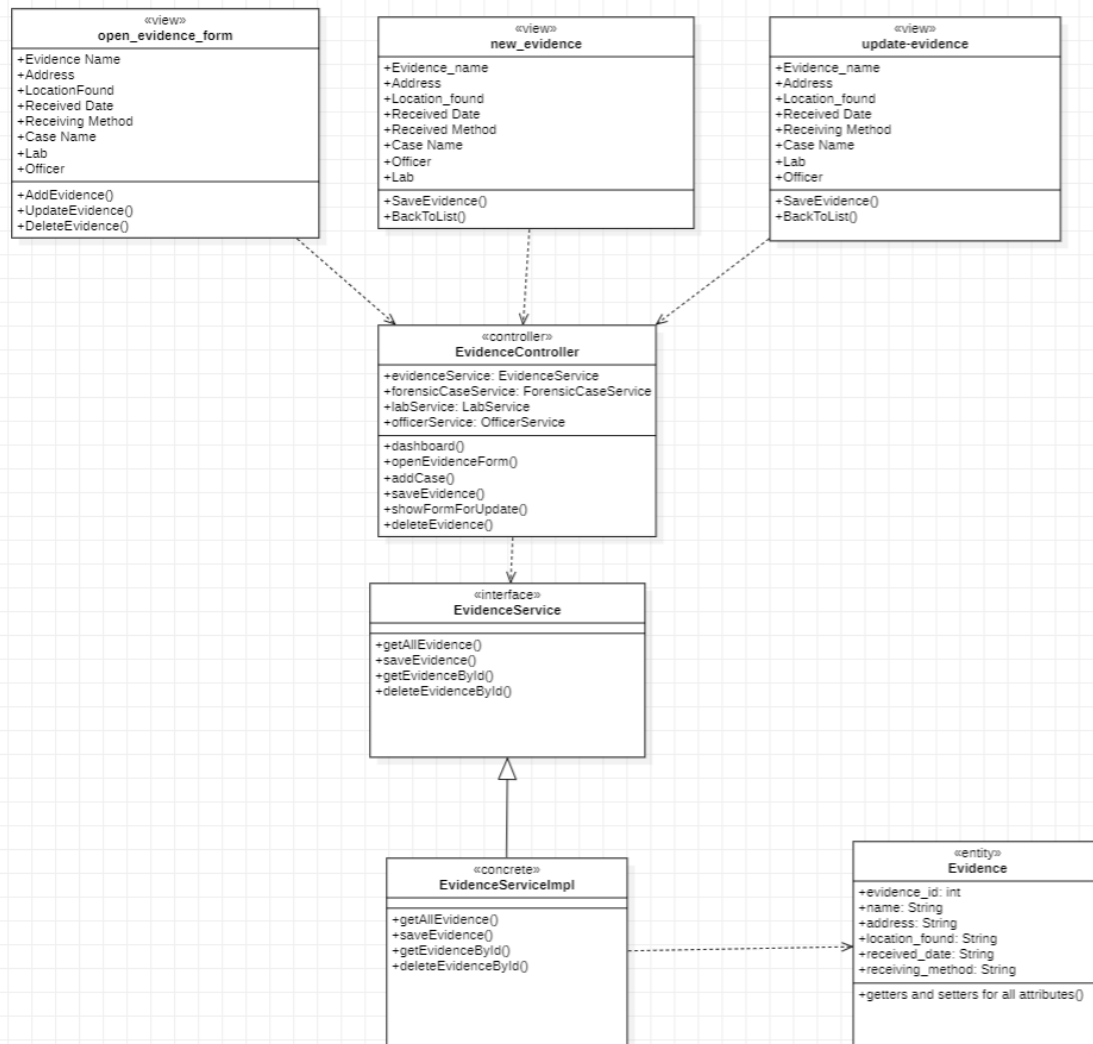 «view»
open_evidence_form
+Evidence Name
+Address
+LocationFound
+Received Date
+Receiving Method
+Case Name
+Lab
+Officer
+AddEvidence()
+UpdateEvidence()
+DeleteEvidence()
«view»
new_evidence
+Evidence_name
+Address
+Location_found
+Received Date
+Received Method
+Case Name
+Officer
+Lab
+SaveEvidence()
+BackToList()
«view»
update-evidence
+Evidence_name
+Address
+Location_found
+Received Date
+Receiving Method
+Case Name
+Lab
+Officer
+SaveEvidence()
+BackToList()
«controller»
EvidenceController
+evidenceService: EvidenceService
+forensicCaseService: ForensicCaseService
+labService: LabService
+officerService: OfficerService
+dashboard()
+openEvidenceForm()
+addCase()
+saveEvidence()
+showFormForUpdate()
+deleteEvidence()
«interface»
EvidenceService
+getAllEvidence()
+saveEvidence()
+getEvidenceById()
+deleteEvidenceById()
«concrete»
EvidenceServiceImpl
+getAllEvidence()
+saveEvidence()
+getEvidenceById()
+deleteEvidenceById()
«entity»
Evidence
+evidence_id: int
+name: String
+address: String
+location_found: String
+received_date: String
+receiving_method: String
+getters and setters for all attributes()